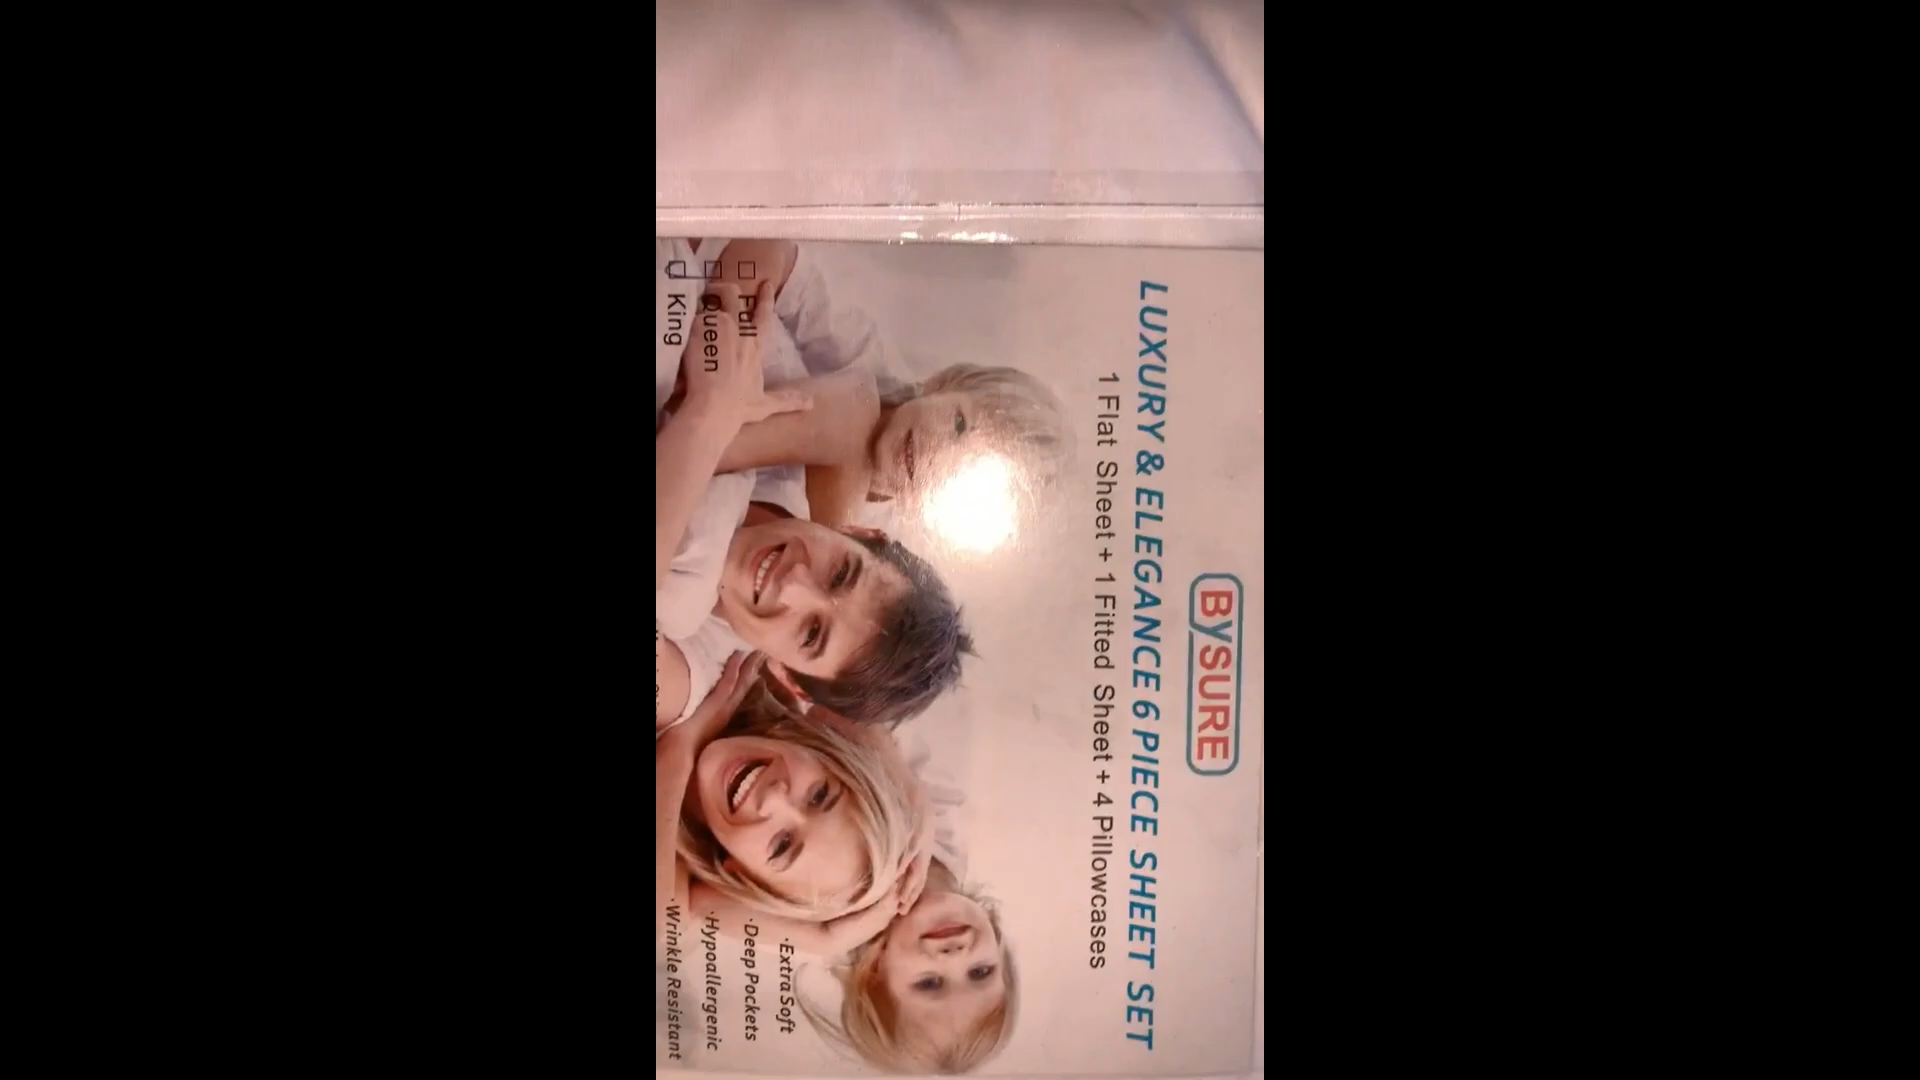 BYSURE
LUXURY & ELEGANCE 6 PIECE SHEET SET
1 Flat Sheet + 1 Fitted Sheet + 4 Pillowcases
·Extra Soft
·Deep Pockets
·Hypoallergenic
·Wrinkle Resistant
Full
Queen
King